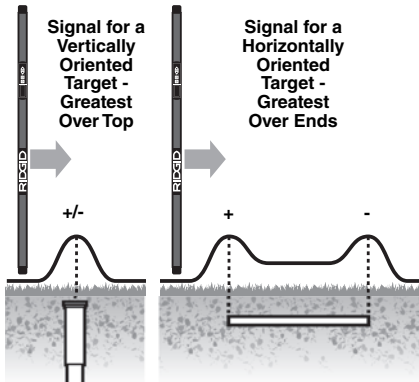 Signal for a
Vertically
Oriented
Target -
Greatest
Over Top
RIDGID
+/-
Signal for a
Horizontally
Oriented
Target -
Greatest
Over Ends
RIDGID
+
-